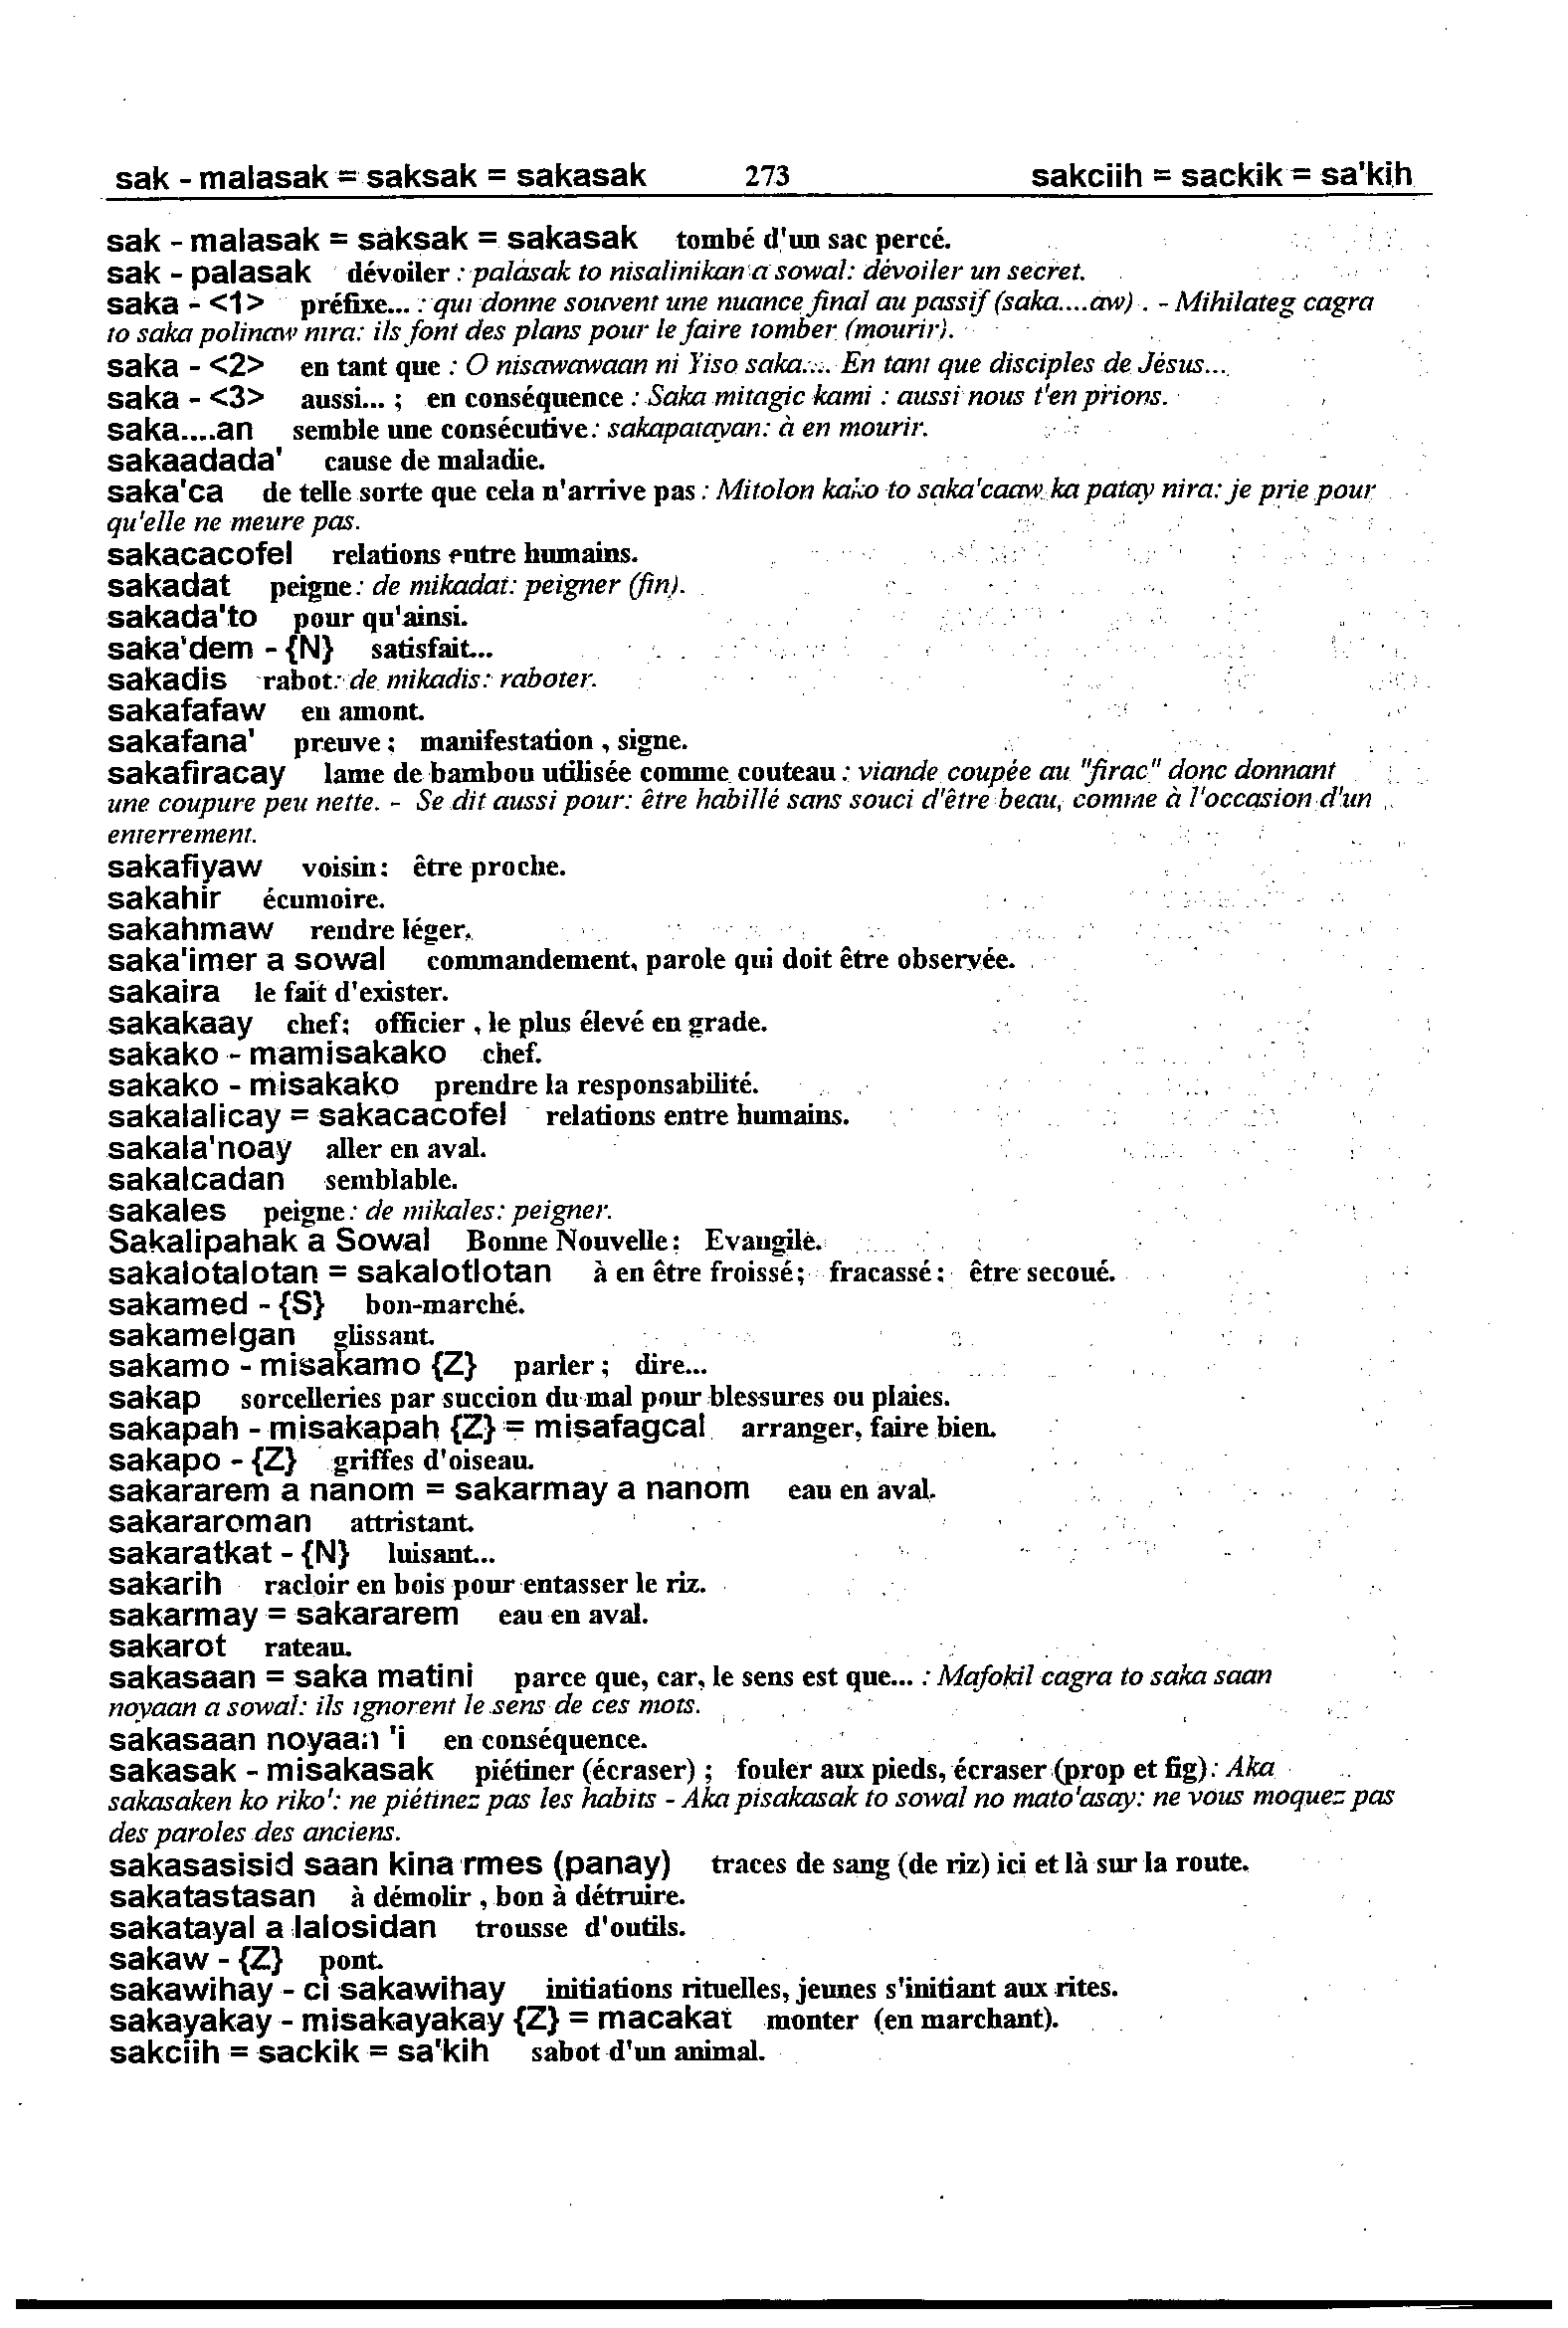 sak - malasak = saksak = sakasak 273 sakciih = sackik = sa'kih
sak - malasak = saksak = sakasak tombé d'un sac percé.
sak - palasak dévoiler : palasak to nisalinikan a sowal: dévoiler un secret.
saka - <1> préfixe... : qui donne souvent une nuance final au passif (saka....aw) . - Mihilateg cagra
to saka polinaw nira: ils font des plans pour le faire tomber (mourir).
saka - <2> en tant que : O nisawawaan ni Yiso saka.... En tant que disciples de Jésus...
saka - <3> aussi... ; en conséquence : Saka mitagic kami : aussi nous t'en prions.
saka....an semble une consécutive: sakapatayan: à en mourir.
sakaadada' cause de maladie.
saka'ca de telle sorte que cela n'arrive pas : Mitolon kako to saka'caaw ka patay nira: je prie pour
qu'elle ne meure pas.
sakacacofel relations entre humains.
sakadat peigne: de mikadat: peigner (fin).
sakada'to pour qu'ainsi.
saka'dem - {N} satisfait...
sakadis rabot: de mikadis: raboter.
sakafafaw en amont.
sakafana' preuve ; manifestation , signe.
sakafiracay lame de bambou utilisée comme couteau : viande coupée au "firac" donc donnant
une coupure peu nette. - Se dit aussi pour: être habillé sans souci d'être beau, comme à l'occasion d'un
enterrement.
sakafiyaw voisin: être proche.
sakahir écumoire.
sakahmaw rendre léger.
saka'imer a sowal commandement, parole qui doit être observée.
sakaira le fait d'exister.
sakakaay chef; officier , le plus élevé en grade.
sakako - mamisakako chef.
sakako - misakako prendre la responsabilité.
sakalalicay = sakacacofel relations entre humains.
sakala'noay aller en aval.
sakalcadan semblable.
sakales peigne: de mikales: peigner.
Sakalipahak a Sowal Bonne Nouvelle; Evangile.
sakalotalotan = sakalotlotan à en être froissé; fracassé; être secoué.
sakamed - {S} bon-marché.
sakamelgan glissant.
sakamo - misakamo {Z} parler ; dire...
sakap sorcelleries par succion du mal pour blessures ou plaies.
sakapah - misakapah {Z} = misafagcal arranger, faire bien.
sakapo - {Z} griffes d'oiseau.
sakararem a nanom = sakarmay a nanom eau en aval.
sakararoman attristant.
sakaratkat - {N} luisant...
sakarih racloir en bois pour entasser le riz.
sakarmay = sakararem eau en aval.
sakarot rateau.
sakasaan = saka matini parce que, car, le sens est que... : Mafokil cagra to saka saan
noyaan a sowal: ils ignorent le sens de ces mots.
sakasaan noyaan 'i en conséquence.
sakasak - misakasak piétiner (écraser) ; fouler aux pieds, écraser (prop et fig): Aka
sakasaken ko riko': ne piétinez pas les habits - Aka pisakasak to sowal no mato'asay: ne vous moquez pas
des paroles des anciens.
sakasasisid saan kina rmes (panay) traces de sang (de riz) ici et là sur la route.
sakatastasan à démolir , bon à détruire.
sakatayal a lalosidan trousse d'outils.
sakaw - {Z} pont.
sakawihay - ci sakawihay initiations rituelles, jeunes s'initiant aux rites.
sakayakay - misakayakay {Z} = macakat monter (en marchant).
sakciih = sackik = sa'kih sabot d'un animal.